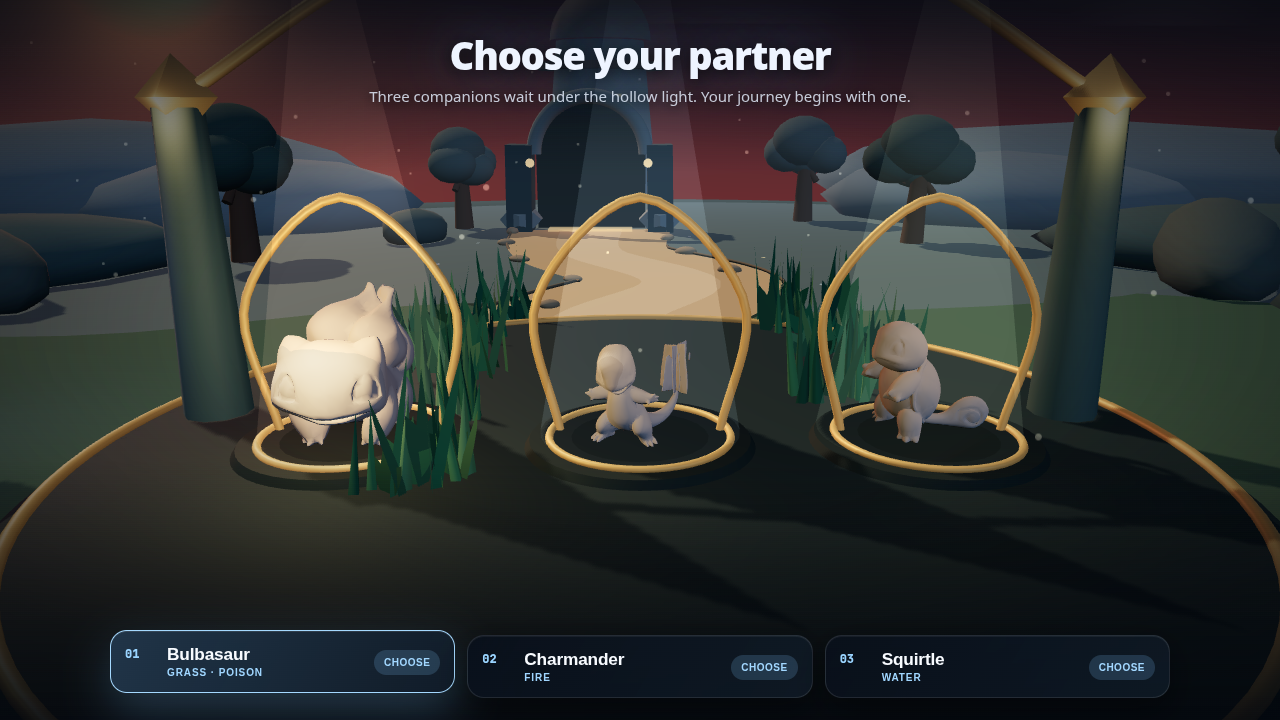 Choose your partner
Three companions wait under the hollow light. Your journey begins with one.
01
Bulbasaur
GRASS · POISON
CHOOSE
02
Charmander
FIRE
CHOOSE
03
Squirtle
WATER
CHOOSE